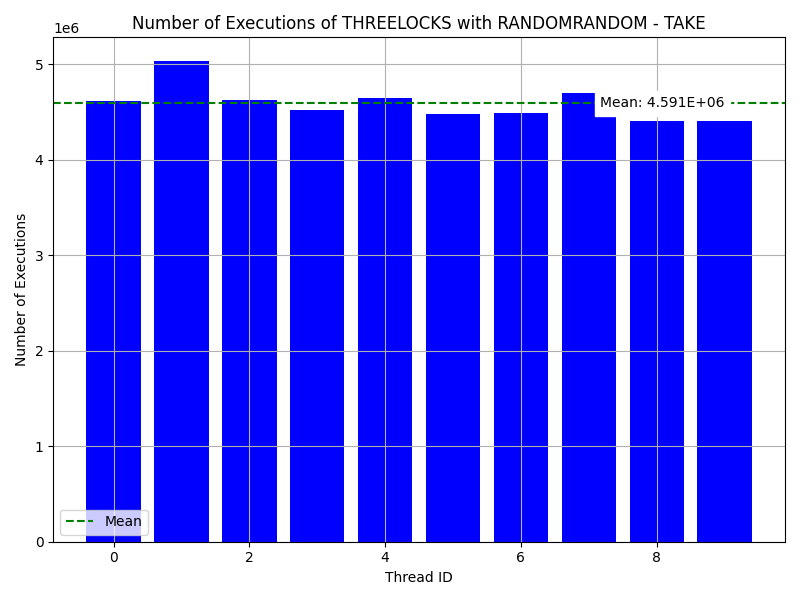 Number of Executions of THREELOCKS with RANDOMRANDOM - TAKE
1e6
5
4
3
2
1
0
Number of Executions
Mean: 4.591E+06
Mean
0 2 4 6 8
Thread ID